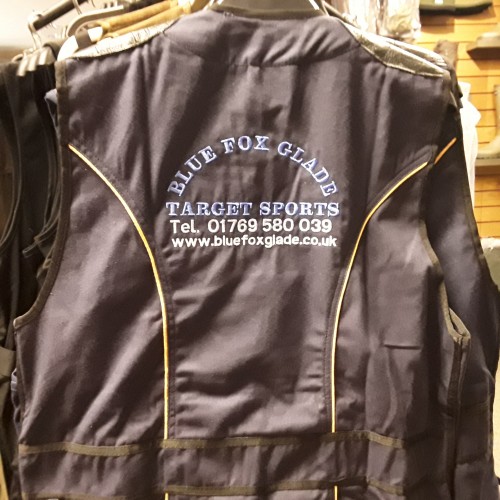 BLUE FOX GLADE
TARGET SPORTS
Tel. 01769 580 039
www.bluefoxglade.co.uk